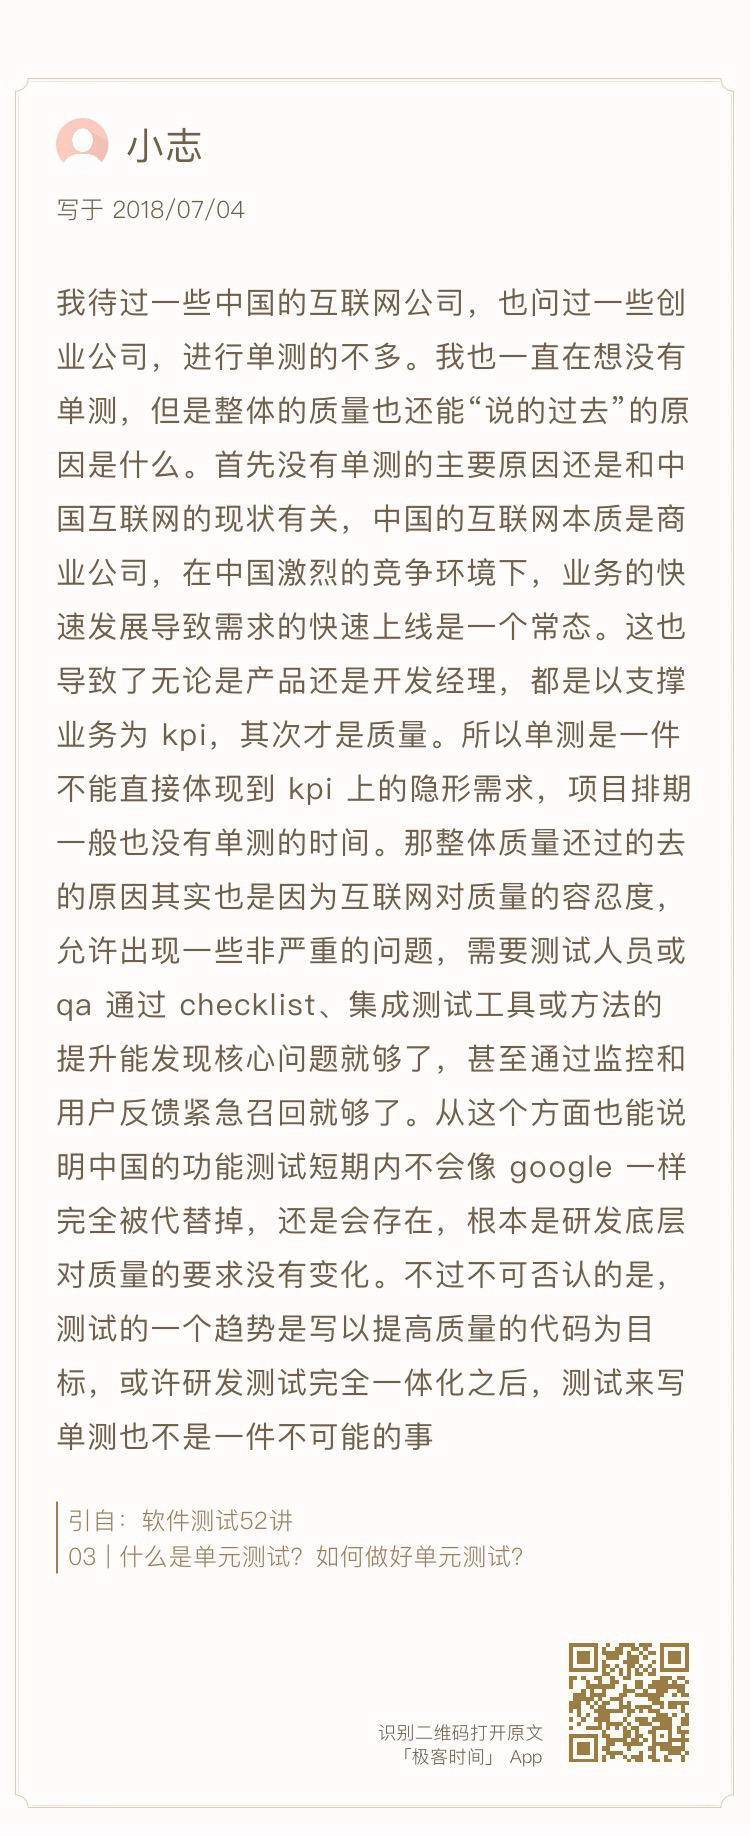 小志
写于 2018/07/04
我待过一些中国的互联网公司，也问过一些创
业公司，进行单测的不多。我也一直在想没有
单测，但是整体的质量也还能“说的过去”的原
因是什么。首先没有单测的主要原因还是和中
国互联网的现状有关，中国的互联网本质是商
业公司，在中国激烈的竞争环境下，业务的快
速发展导致需求的快速上线是一个常态。这也
导致了无论是产品还是开发经理，都是以支撑
业务为 kpi，其次才是质量。所以单测是一件
不能直接体现到 kpi 上的隐形需求，项目排期
一般也没有单测的时间。那整体质量还过的去
的原因其实也是因为互联网对质量的容忍度，
允许出现一些非严重的问题，需要测试人员或
qa 通过 checklist、集成测试工具或方法的
提升能发现核心问题就够了，甚至通过监控和
用户反馈紧急召回就够了。从这个方面也能说
明中国的功能测试短期内不会像 google 一样
完全被代替掉，还是会存在，根本是研发底层
对质量的要求没有变化。不过不可否认的是，
测试的一个趋势是写以提高质量的代码为目
标，或许研发测试完全一体化之后，测试来写
单测也不是一件不可能的事
引自：软件测试52讲
03 | 什么是单元测试？如何做好单元测试？
识别二维码打开原文
「极客时间」 App